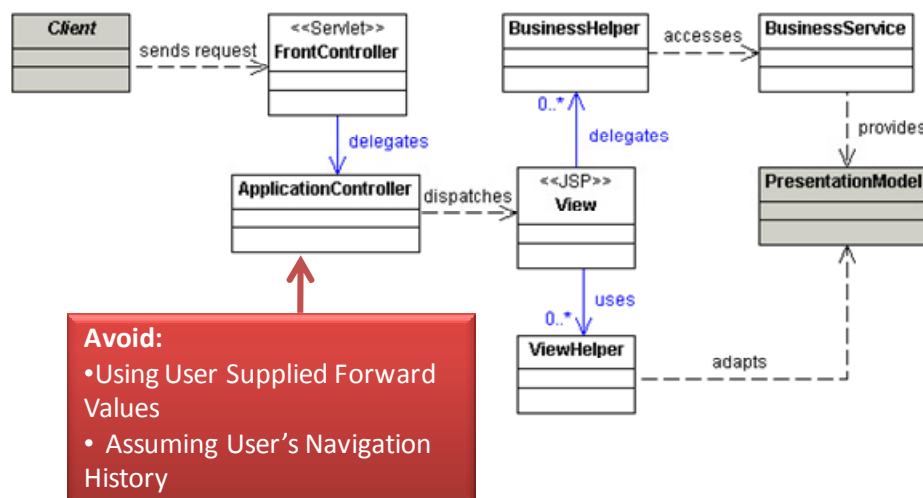 Client
sends request
<<Servlet>>
FrontController
BusinessHelper
accesses
BusinessService
0..*
delegates
delegates
provides
ApplicationController
dispatches
<<JSP>>
View
PresentationModel
uses
0..*
ViewHelper
adapts
Avoid:
•Using User Supplied Forward
Values
• Assuming User's Navigation
History